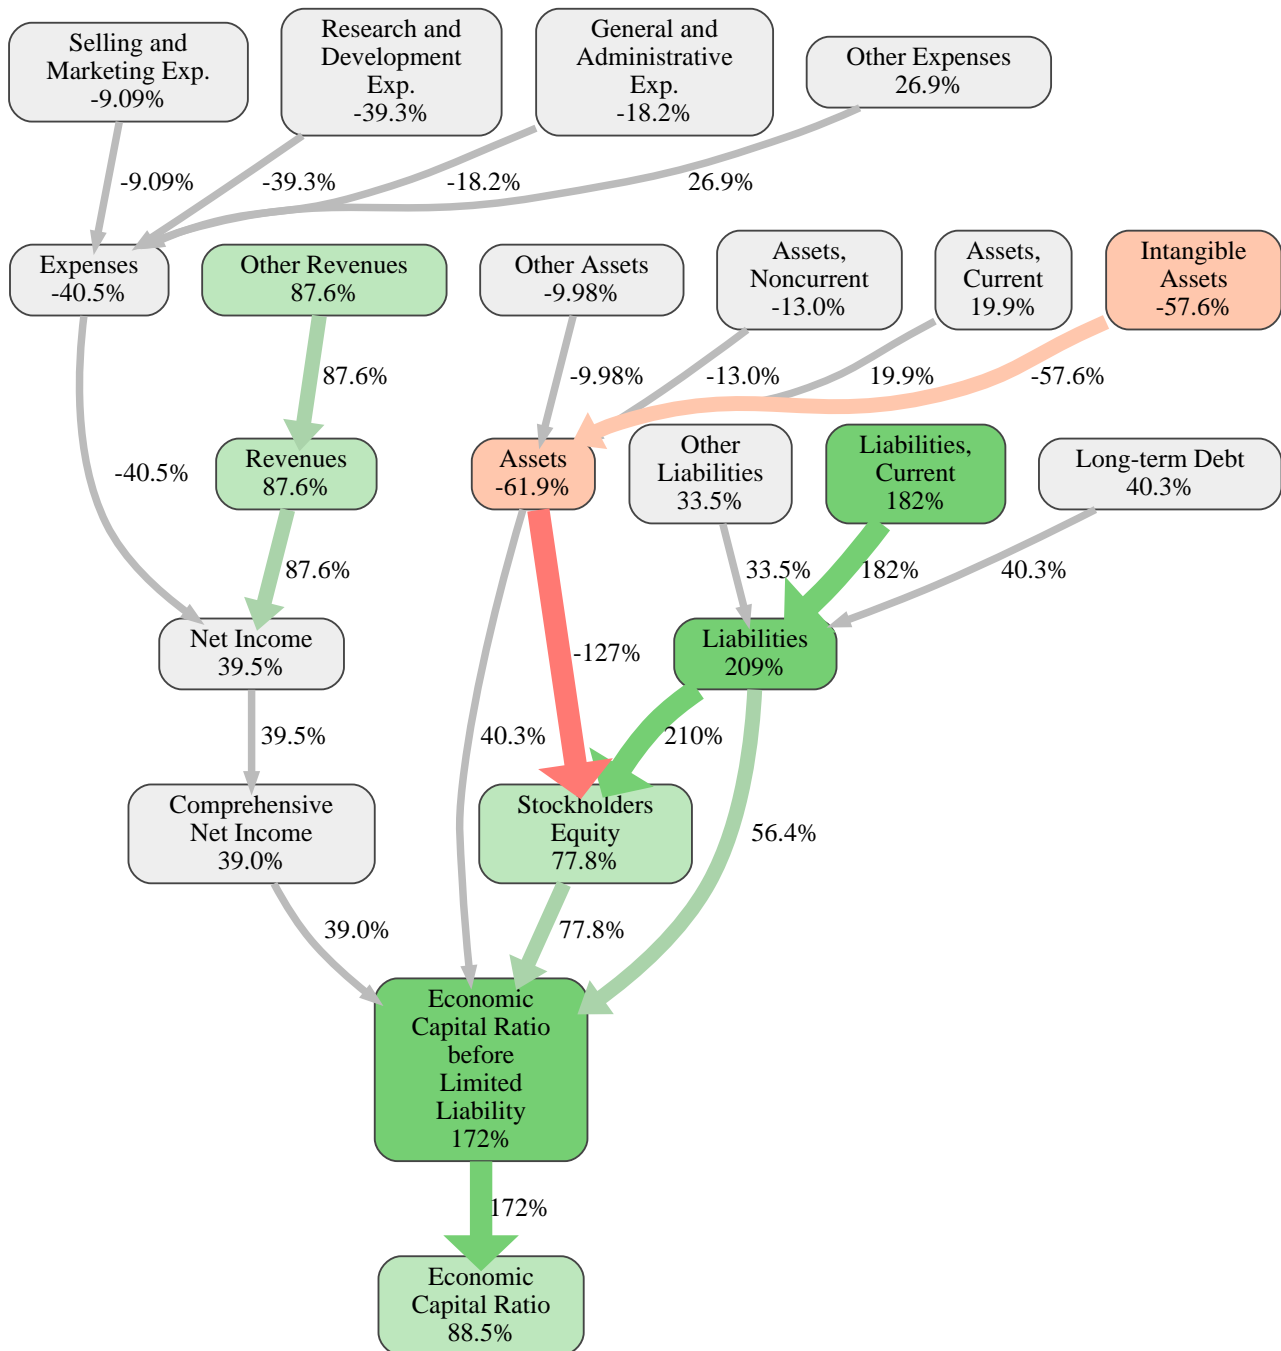 Selling and
Marketing Exp.
-9.09%
Research and
Development
Exp.
-39.3%
General and
Administrative
Exp.
-18.2%
Other Expenses
26.9%
-9.09%
-39.3%
-18.2%
26.9%
Expenses
-40.5%
Other Revenues
87.6%
Other Assets
-9.98%
Assets,
Noncurrent
-13.0%
Assets,
Current
19.9%
Intangible
Assets
-57.6%
87.6%
-9.98%
-13.0%
19.9%
-57.6%
-40.5%
Revenues
87.6%
Assets
-61.9%
Other
Liabilities
33.5%
Liabilities,
Current
182%
Long-term Debt
40.3%
87.6%
33.5%
182%
40.3%
Net Income
39.5%
-127%
Liabilities
209%
39.5%
40.3%
210%
Comprehensive
Net Income
39.0%
Stockholders
Equity
77.8%
56.4%
39.0%
77.8%
Economic
Capital Ratio
before
Limited
Liability
172%
172%
Economic
Capital Ratio
88.5%